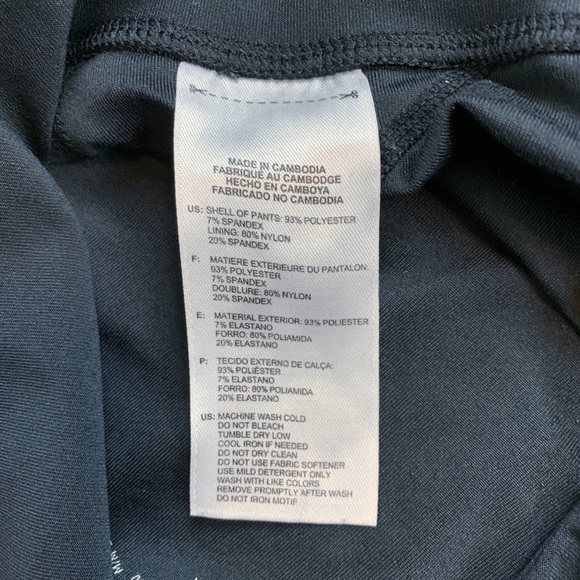 MADE IN CAMBODIA
FABRIQUE AU CAMBODGE
HECHO EN CAMBOYA
FABRICADO NO CAMBODIA
US: SHELL OF PANTS: 93% POLYESTER
7% SPANDEX
LINING: 80% NYLON
20% SPANDEX
F: MATIERE EXTERIEURE DU PANTALON:
93% POLYESTER
7% SPANDEX
DOUBLURE: 80% NYLON
20% SPANDEX
E: MATERIAL EXTERIOR: 93% POLIESTER
7% ELASTANO
FORRO: 80% POLIAMIDA
20% ELASTANO
P: TECIDO EXTERNO DE CALÇA:
93% POLIÉSTER
7% ELASTANO
FORRO: 80% POLIAMIDA
20% ELASTANO
US: MACHINE WASH COLD
DO NOT BLEACH
TUMBLE DRY LOW
COOL IRON IF NEEDED
DO NOT DRY CLEAN
DO NOT USE FABRIC SOFTENER
USE MILD DETERGENT ONLY
WASH WITH LIKE COLORS
REMOVE PROMPTLY AFTER WASH
DO NOT IRON MOTIF